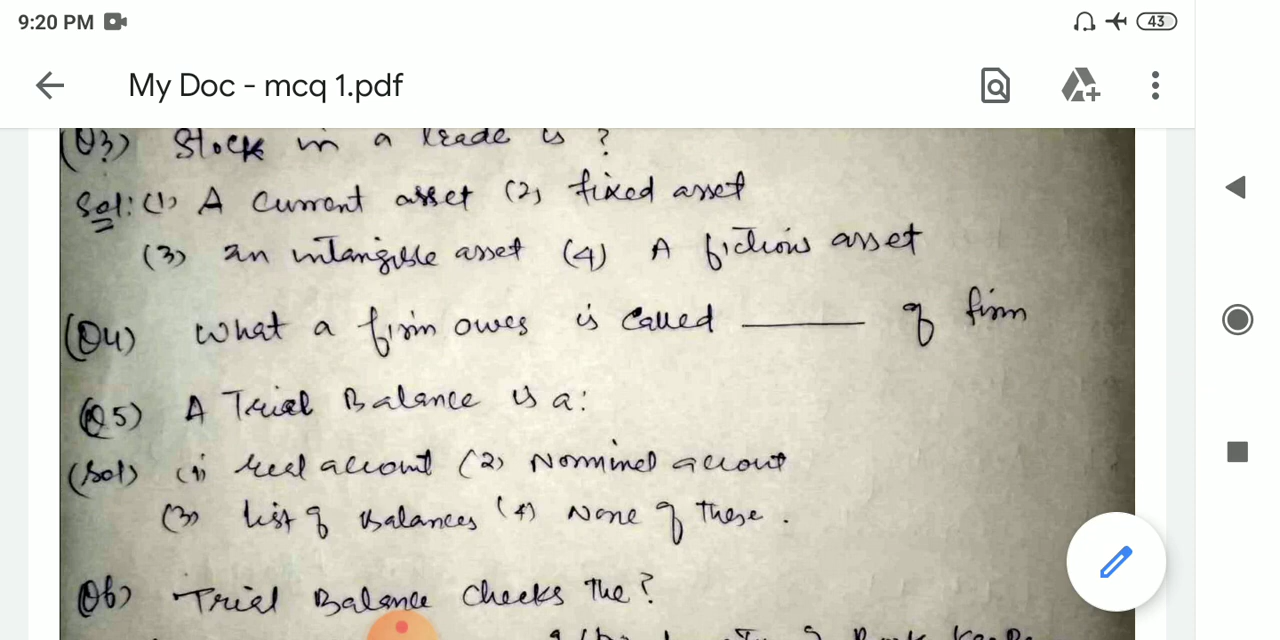 9:20 PM
43
My Doc - mcq 1.pdf
(Q3) Stock in a trade is ?
Sol: (1) A current asset (2) fixed asset
(3) an intangible asset (4) A fictious asset
(Q4) What a firm owes is called ______ of firm
(Q5) A Trial Balance is a:
(Sol) (1) real account (2) Nominal account
(3) List of Balances (4) None of these .
Q6) Trial Balance checks the?